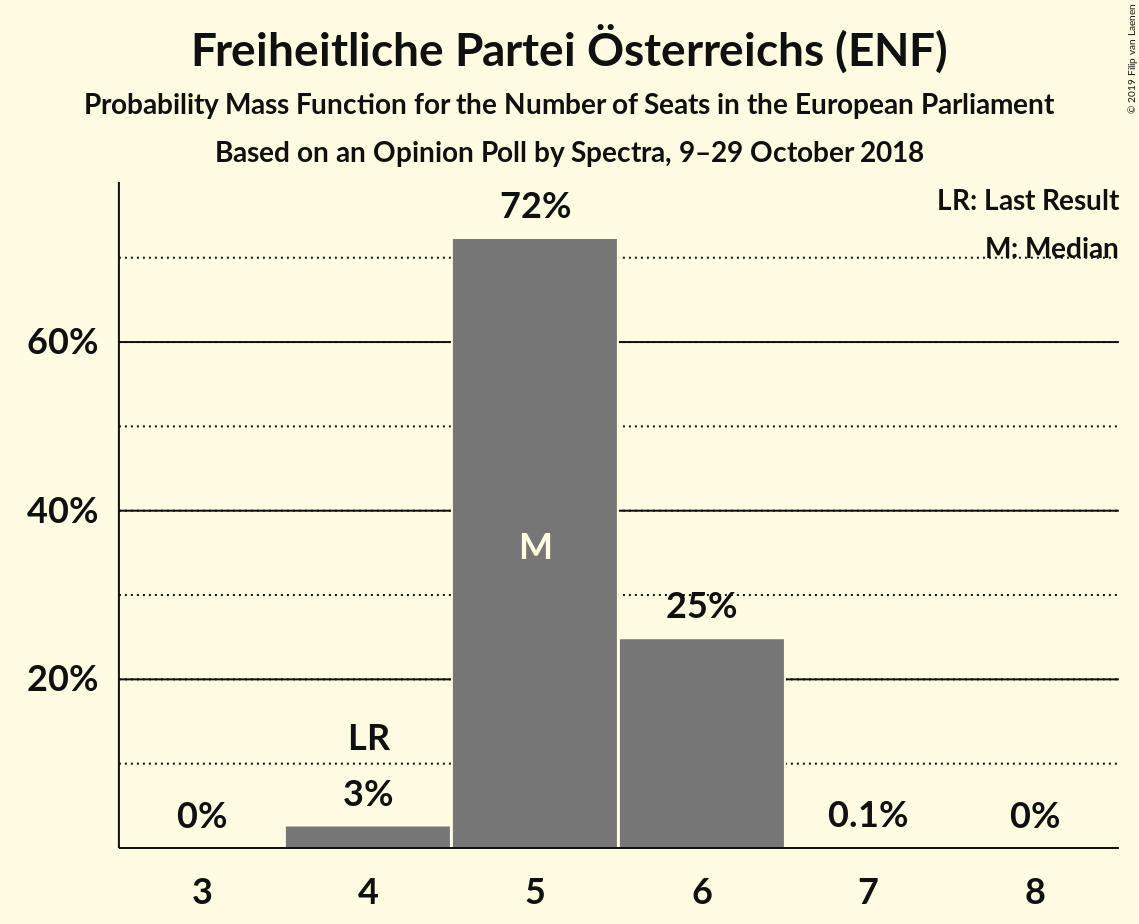 Freiheitliche Partei Österreichs (ENF)
Probability Mass Function for the Number of Seats in the European Parliament
Based on an Opinion Poll by Spectra, 9–29 October 2018
© 2019 Filip van Laenen
LR: Last Result
M: Median
72%
60%
40%
20%
M
25%
LR
0%
3%
0.1%
0%
3
4
5
6
7
8